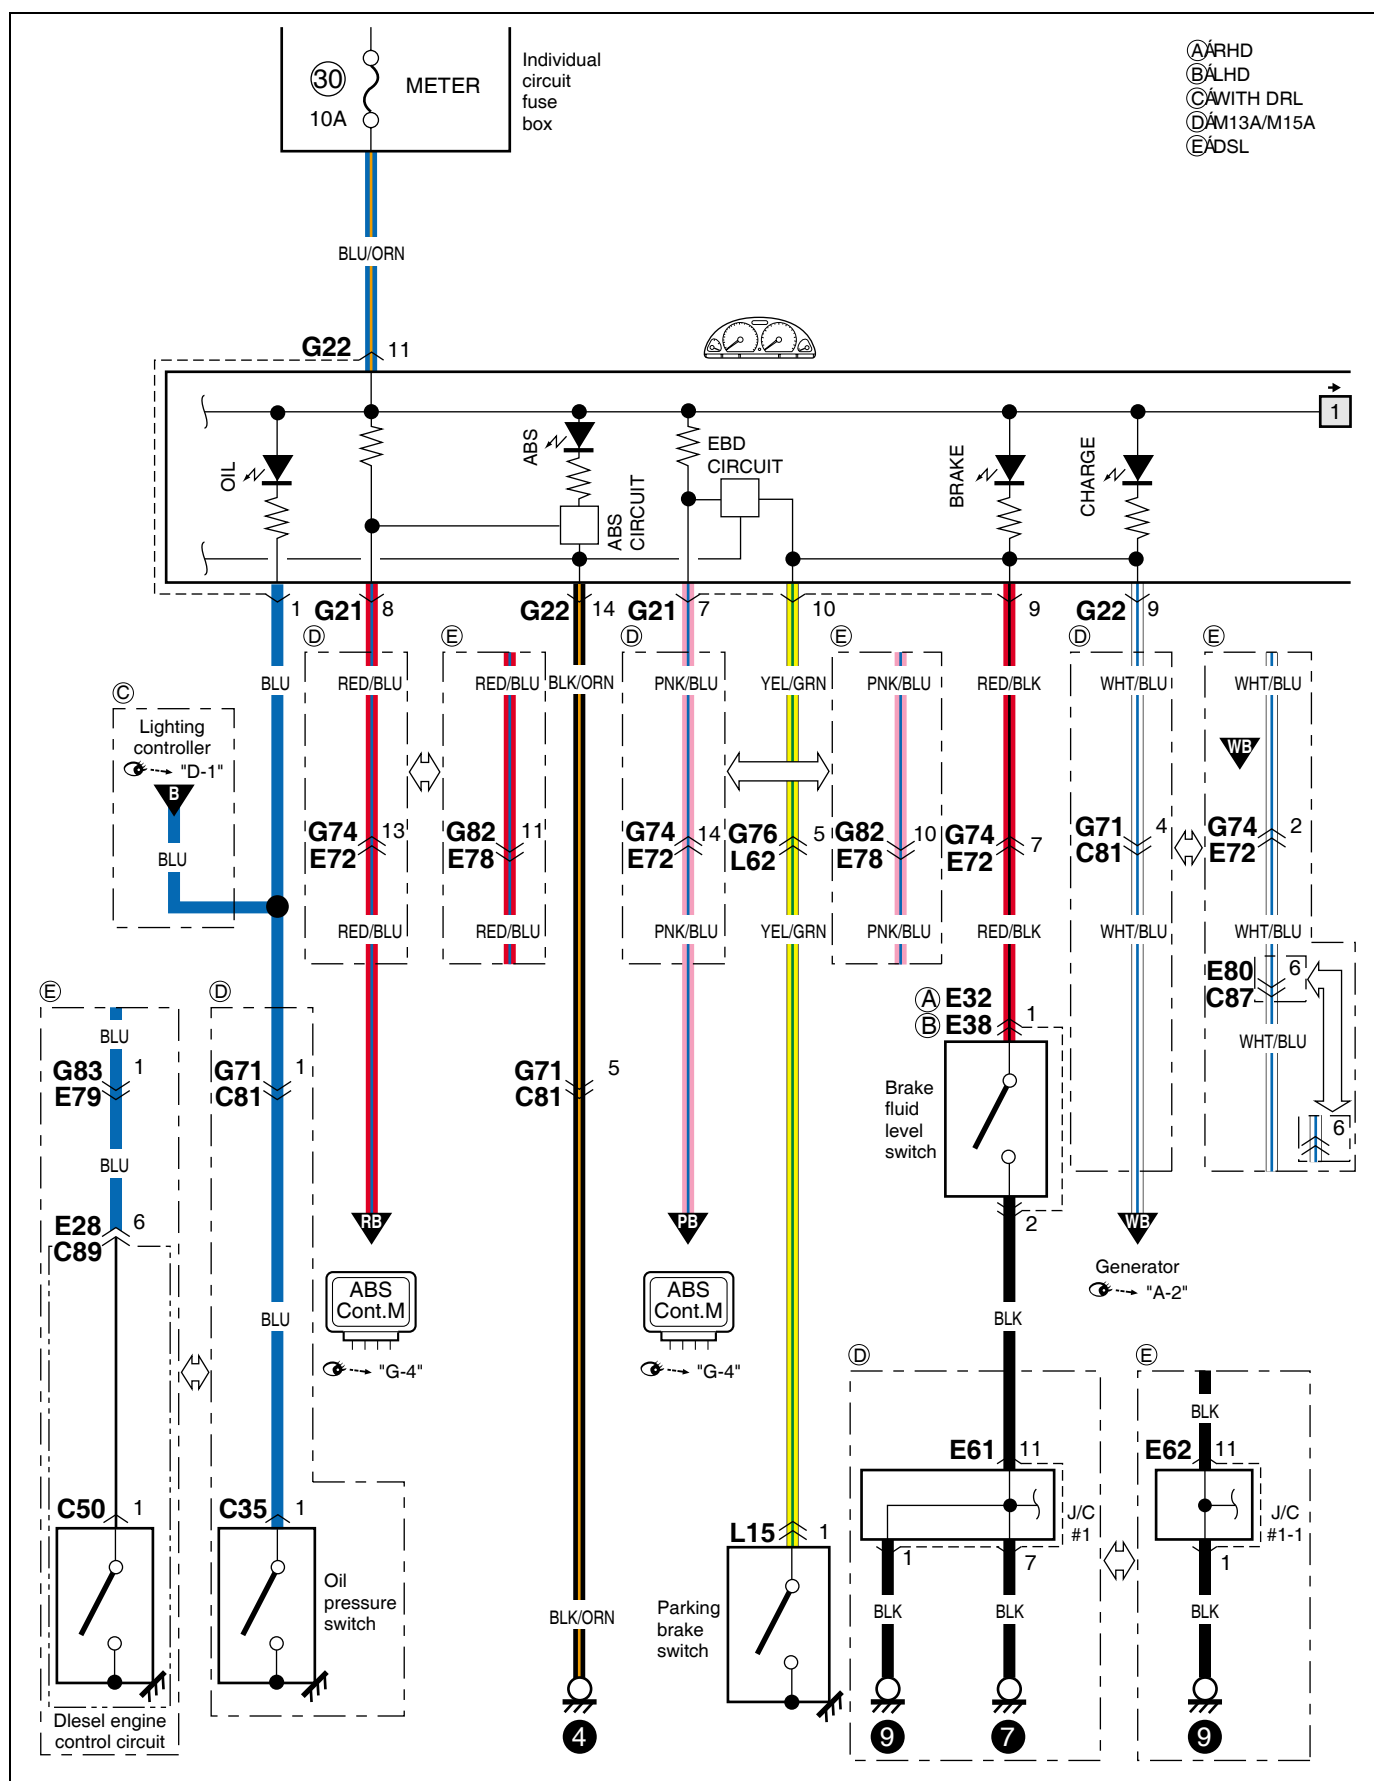 30
10A
METER
Individual
circuit
fuse
box
ⒶÁRHD
ⒷÁLHD
ⒸÁWITH DRL
ⒹÁM13A/M15A
ⒺÁDSL
BLU/ORN
G22 11
1
OIL
ABS
ABS
CIRCUIT
EBD
CIRCUIT
BRAKE
CHARGE
1 G21 8 G22 14 G21 7 10 9 G22 9
Ⓓ Ⓔ Ⓓ Ⓔ Ⓓ Ⓔ
BLU RED/BLU RED/BLU BLK/ORN PNK/BLU YEL/GRN PNK/BLU RED/BLK WHT/BLU WHT/BLU
Ⓒ
Lighting
controller
"D-1"
B
BLU
WB
G74 13 G82 11 G74 14 G76 5 G82 10 G74 7 G71 4 G74 2
E72 E78 E72 L62 E78 E72 C81 E72
RED/BLU RED/BLU PNK/BLU YEL/GRN PNK/BLU RED/BLK WHT/BLU WHT/BLU
Ⓔ Ⓓ
E80 6
C87
WHT/BLU
6
Ⓐ E32 1
Ⓑ E38
BLU
G83 1
E79
G71 1
C81
G71 5
C81
Brake
fluid
level
switch
2
BLU
E28 6
C89
RB
PB
WB
ABS
Cont.M
"G-4"
ABS
Cont.M
"G-4"
Generator
"A-2"
BLU
BLK
Ⓓ Ⓔ
BLK
E61 11
E62 11
J/C
#1
J/C
#1-1
1 7 1
C50 1
C35 1
L15 1
Oil
pressure
switch
BLK/ORN
Parking
brake
switch
BLK BLK BLK
DIesel engine
control circuit
4 9 7 9